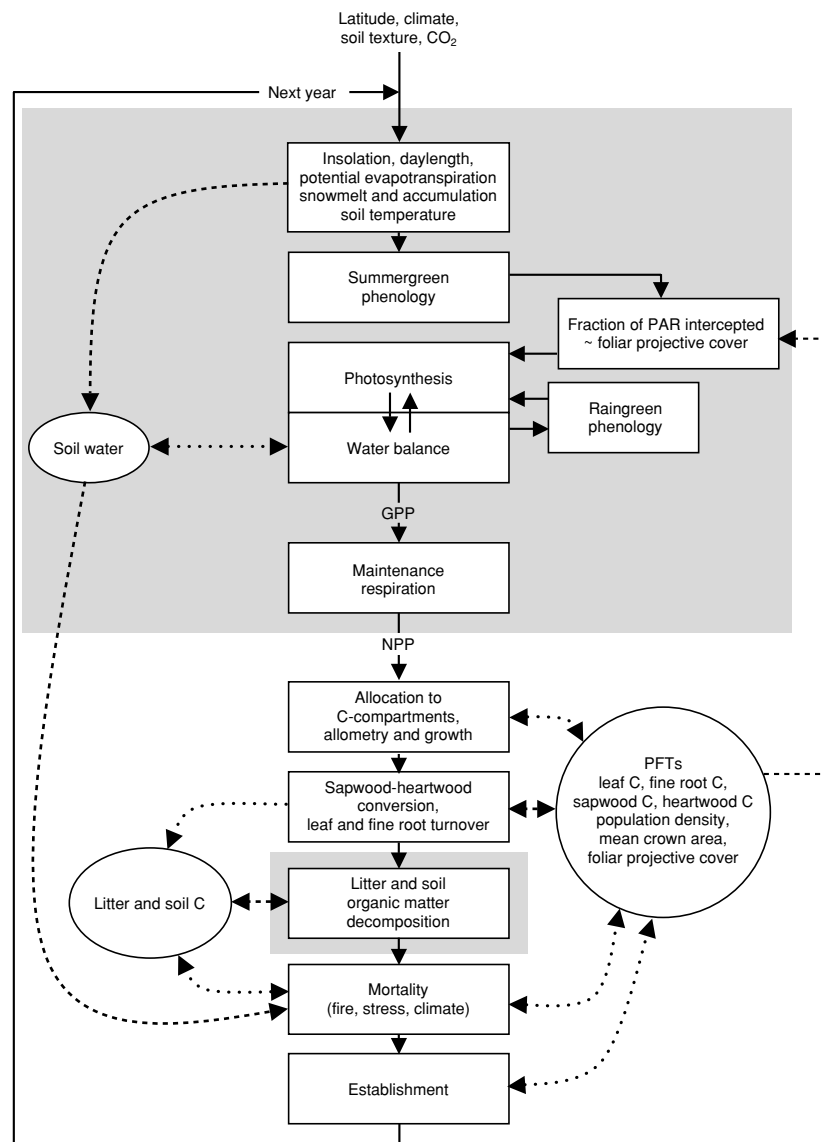 Latitude, climate,
soil texture, CO₂
Next year
Insolation, daylength,
potential evapotranspiration
snowmelt and accumulation
soil temperature
Summergreen
phenology
Fraction of PAR intercepted
~ foliar projective cover
Photosynthesis
Raingreen
phenology
Soil water
Water balance
GPP
Maintenance
respiration
NPP
Allocation to
C-compartments,
allometry and growth
PFTs
leaf C, fine root C,
sapwood C, heartwood C
population density,
mean crown area,
foliar projective cover
Sapwood-heartwood
conversion,
leaf and fine root turnover
Litter and soil C
Litter and soil
organic matter
decomposition
Mortality
(fire, stress, climate)
Establishment